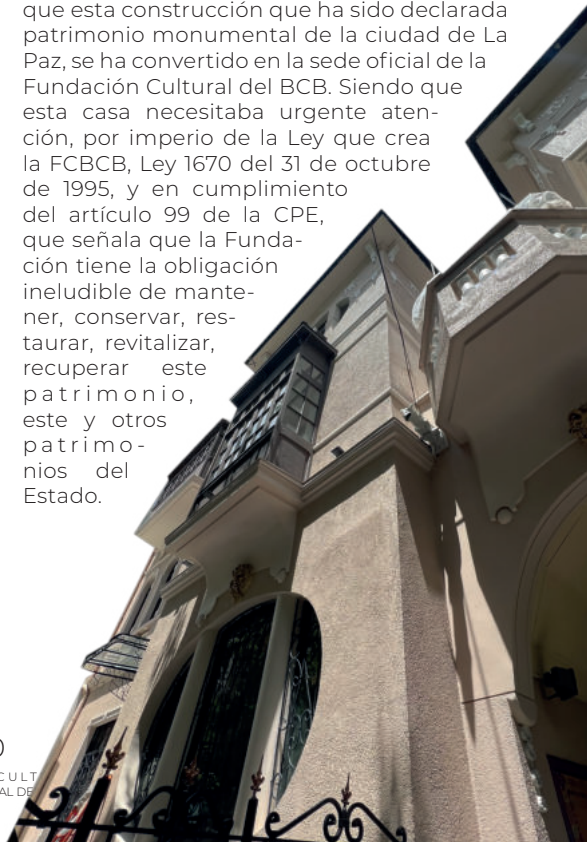 que esta construcción que ha sido declarada
patrimonio monumental de la ciudad de La
Paz, se ha convertido en la sede oficial de la
Fundación Cultural del BCB. Siendo que
esta casa necesitaba urgente aten-
ción, por imperio de la Ley que crea
la FCBCB, Ley 1670 del 31 de octubre
de 1995, y en cumplimiento
del artículo 99 de la CPE,
que señala que la Funda-
ción tiene la obligación
ineludible de mante-
ner, conservar, res-
taurar, revitalizar,
recuperar este
patrimonio,
este y otros
patrimo-
nios del
Estado.